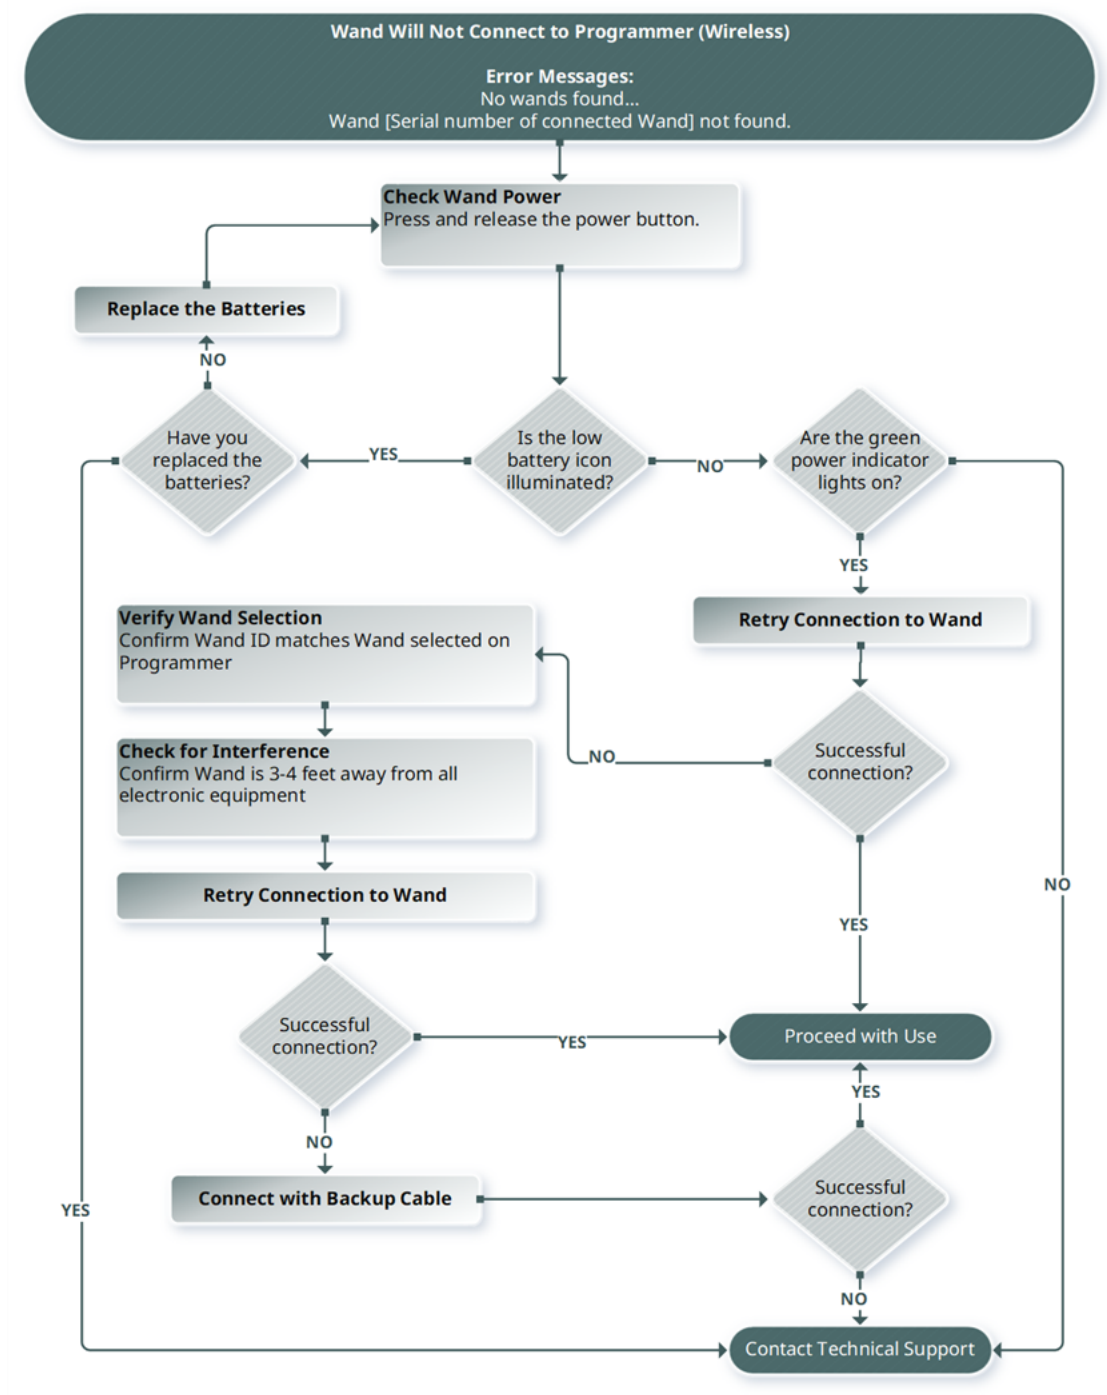 Wand Will Not Connect to Programmer (Wireless)
Error Messages:
No wands found...
Wand [Serial number of connected Wand] not found.
Check Wand Power
Press and release the power button.
Replace the Batteries
NO
Have you
replaced the
batteries?
YES
Is the low
battery icon
illuminated?
NO
Are the green
power indicator
lights on?
YES
Retry Connection to Wand
Successful
connection?
NO
Verify Wand Selection
Confirm Wand ID matches Wand selected on
Programmer
Check for Interference
Confirm Wand is 3-4 feet away from all
electronic equipment
Retry Connection to Wand
NO
YES
Successful
connection?
YES
Proceed with Use
YES
NO
Connect with Backup Cable
Successful
connection?
YES
NO
Contact Technical Support